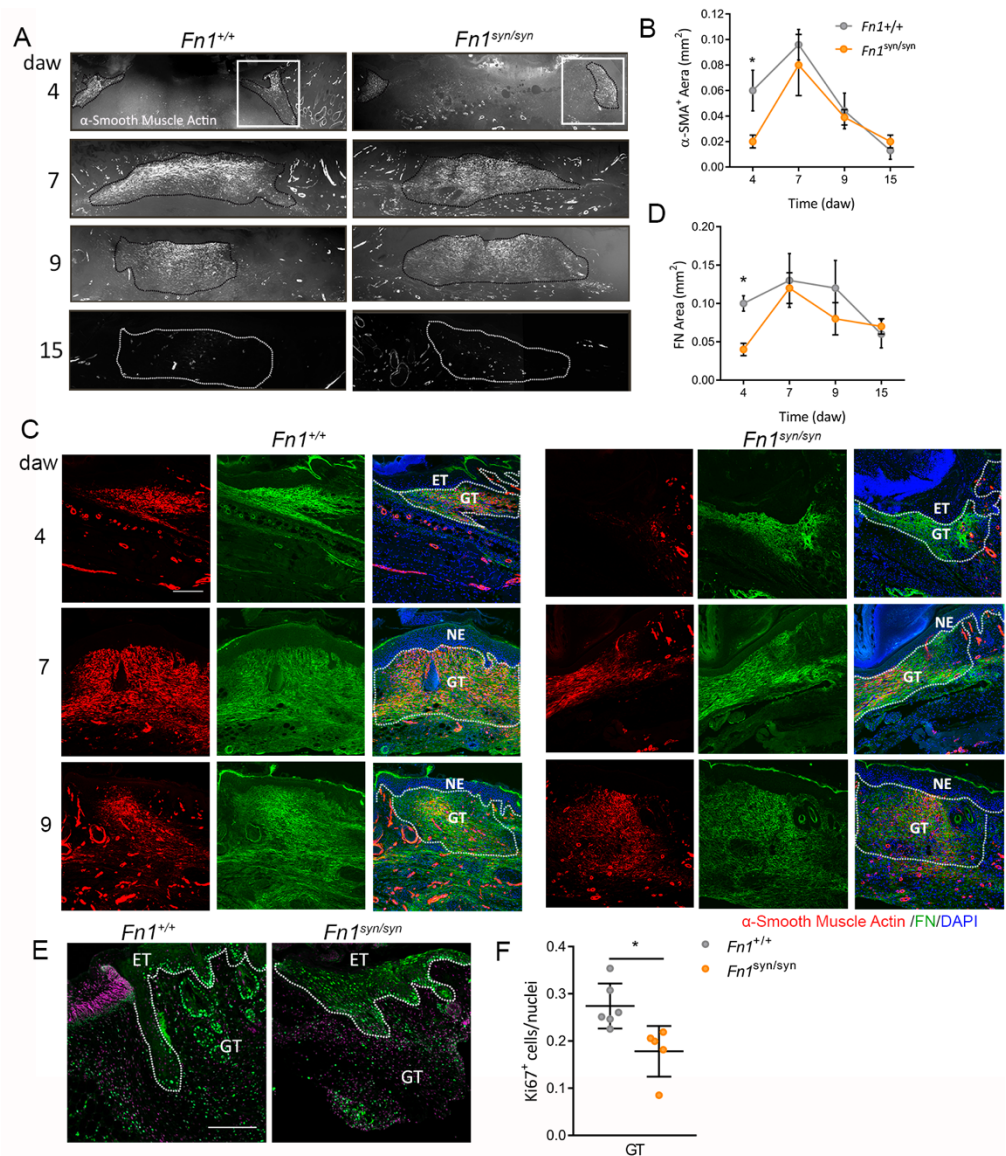 A
Fn1+/+
Fn1syn/syn
daw
4
α-Smooth Muscle Actin
7
9
15
B
α-SMA+ Aera (mm2)
0.12
0.10
0.08
0.06
0.04
0.02
0.00
*
4
7
9
15
Time (daw)
Fn1+/+
Fn1syn/syn
D
FN Area (mm2)
0.20
0.15
0.10
0.05
0.00
*
4
7
9
15
Time (daw)
C
Fn1+/+
Fn1syn/syn
daw
4
ET
GT
ET
GT
7
NE
GT
NE
GT
9
NE
GT
NE
GT
α-Smooth Muscle Actin /FN/DAPI
E
Fn1+/+
Fn1syn/syn
ET
GT
ET
GT
F
Ki67+ cells/nuclei
0.4
0.3
0.2
0.1
0.0
*
GT
Fn1+/+
Fn1syn/syn